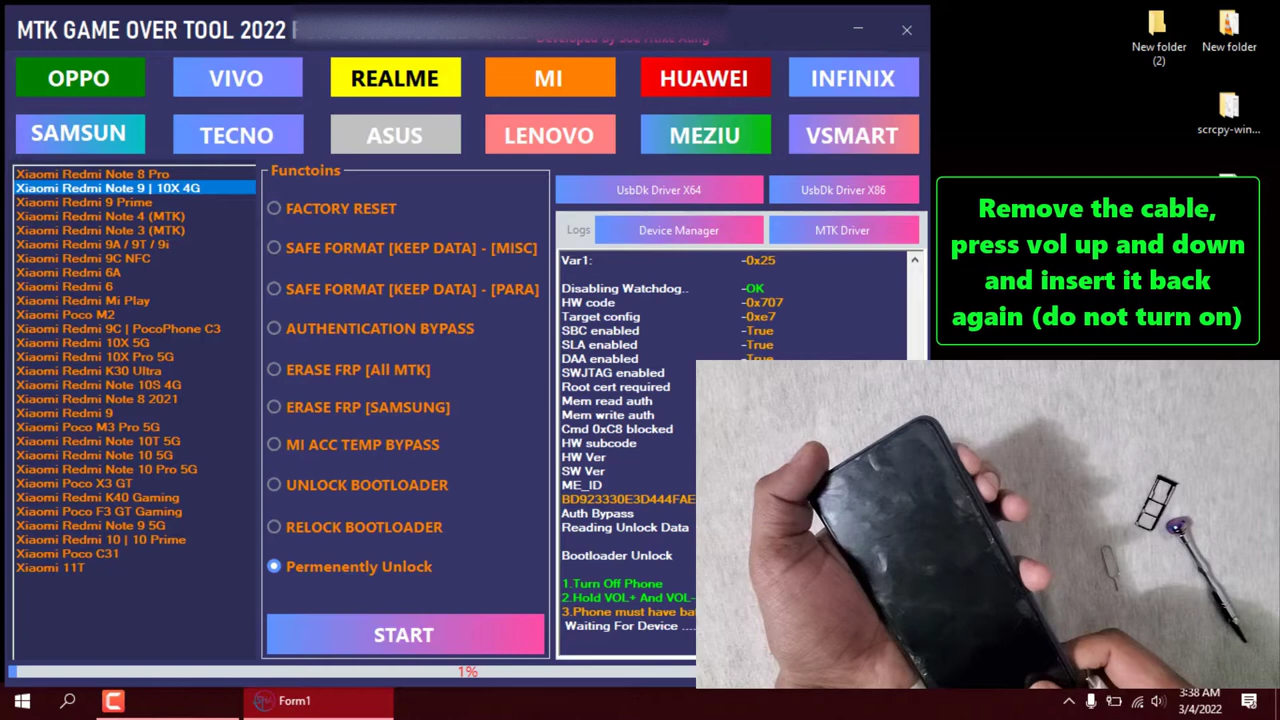 MTK GAME OVER TOOL 2022
OPPO
VIVO
REALME
MI
HUAWEI
INFINIX
SAMSUN
TECNO
ASUS
LENOVO
MEZIU
VSMART
Xiaomi Redmi Note 8 Pro
Xiaomi Redmi Note 9 | 10X 4G
Xiaomi Redmi 9 Prime
Xiaomi Redmi Note 4 (MTK)
Xiaomi Redmi Note 3 (MTK)
Xiaomi Redmi 9A / 9T / 9i
Xiaomi Redmi 9C NFC
Xiaomi Redmi 6A
Xiaomi Redmi 6
Xiaomi Redmi Mi Play
Xiaomi Poco M2
Xiaomi Redmi 9C | PocoPhone C3
Xiaomi Redmi 10X 5G
Xiaomi Redmi 10X Pro 5G
Xiaomi Redmi K30 Ultra
Xiaomi Redmi Note 10S 4G
Xiaomi Redmi Note 8 2021
Xiaomi Redmi 9
Xiaomi Poco M3 Pro 5G
Xiaomi Redmi Note 10T 5G
Xiaomi Redmi Note 10 5G
Xiaomi Redmi Note 10 Pro 5G
Xiaomi Poco X3 GT
Xiaomi Redmi K40 Gaming
Xiaomi Poco F3 GT Gaming
Xiaomi Redmi Note 9 5G
Xiaomi Redmi 10 | 10 Prime
Xiaomi Poco C31
Xiaomi 11T
Functoins
FACTORY RESET
SAFE FORMAT [KEEP DATA] - [MISC]
SAFE FORMAT [KEEP DATA] - [PARA]
AUTHENTICATION BYPASS
ERASE FRP [All MTK]
ERASE FRP [SAMSUNG]
MI ACC TEMP BYPASS
UNLOCK BOOTLOADER
RELOCK BOOTLOADER
Permenently Unlock
START
1%
UsbDk Driver X64
UsbDk Driver X86
Logs
Device Manager
MTK Driver
Var1: -0x25
Disabling Watchdog.. -OK
HW code -0x707
Target config -0xe7
SBC enabled -True
SLA enabled -True
DAA enabled -True
SWJTAG enabled
Root cert required
Mem read auth
Mem write auth
Cmd 0xC8 blocked
HW subcode
HW Ver
SW Ver
ME_ID
BD923330E3D444FAE
Auth Bypass
Reading Unlock Data
Bootloader Unlock
1.Turn Off Phone
2.Hold VOL+ And VOL-
3.Phone must have bat
Waiting For Device ....
New folder
(2)
New folder
scrcpy-win...
Remove the cable,
press vol up and down
and insert it back
again (do not turn on)
Form1
3:38 AM
3/4/2022